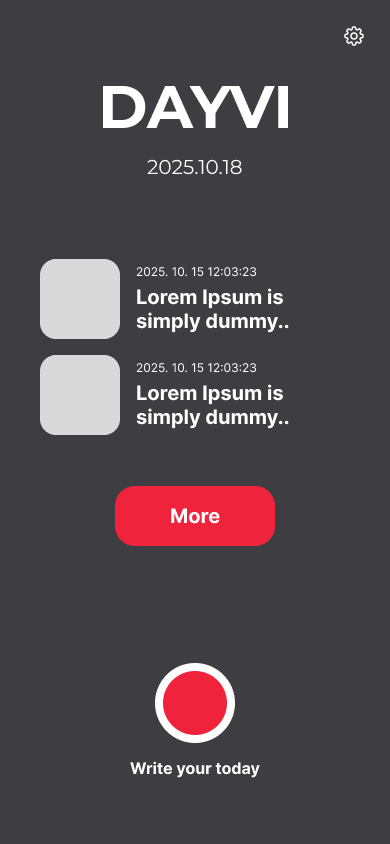 DAYVI
2025.10.18
2025. 10. 15 12:03:23
Lorem Ipsum is
simply dummy..
2025. 10. 15 12:03:23
Lorem Ipsum is
simply dummy..
More
Write your today